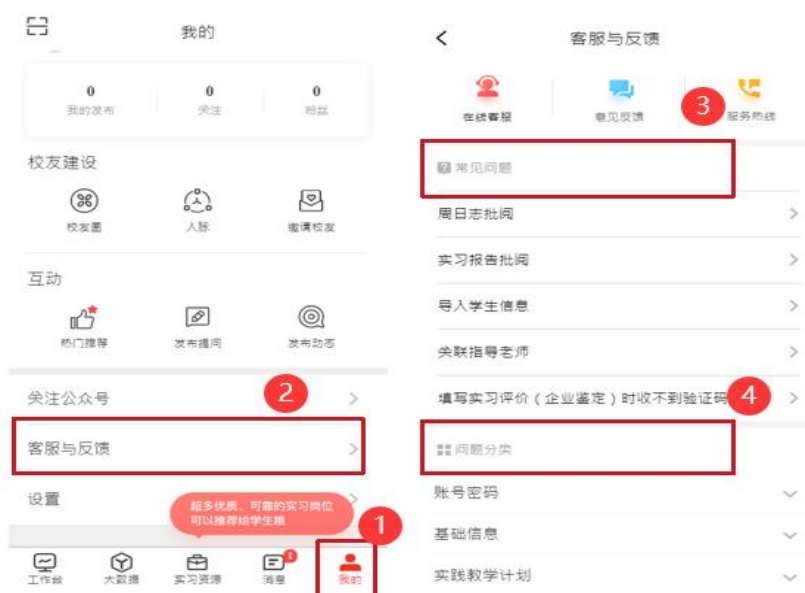 我的
0 0 0
我的发布 关注 粉丝
校友建设
校友圈 人脉 邀请校友
互动
热门推荐 发布提问 发布动态
关注公众号
2
客服与反馈
设置
超多优质、可靠的实习岗位
可以推荐给学生哦
1
工作台 大数据 实习资源 消息 我的
1
客服与反馈
在线客服 意见反馈 服务热线
3
常见问题
周日志批阅
实习报告批阅
导入学生信息
关联指导老师
填写实习评价（企业鉴定）时收不到验证码
4
问题分类
账号密码
基础信息
实践教学计划